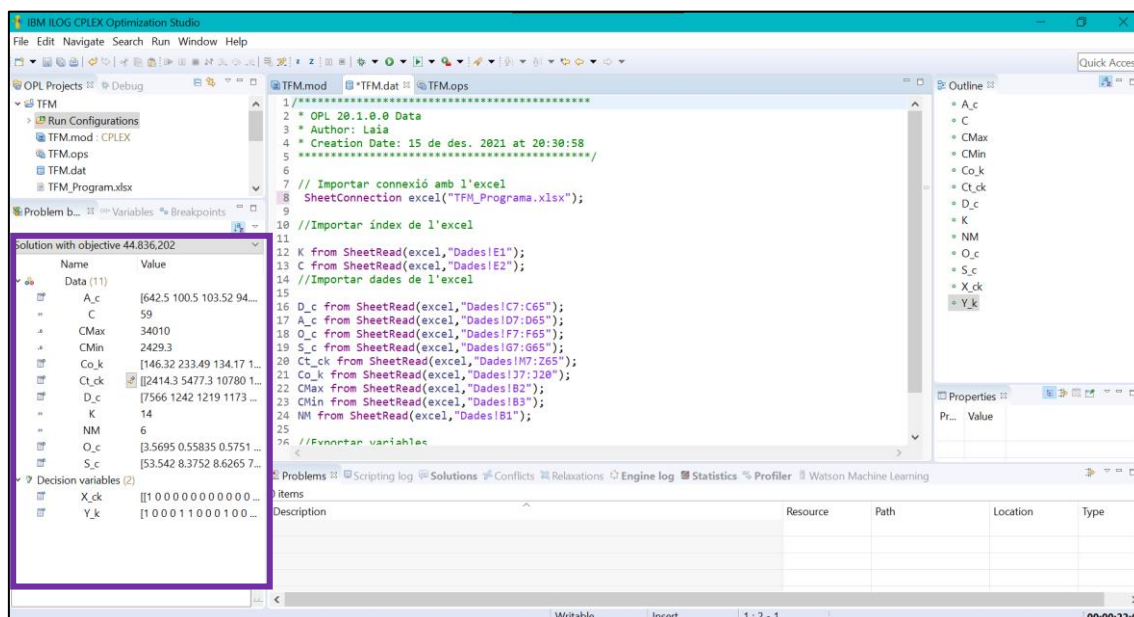 IBM ILOG CPLEX Optimization Studio
File Edit Navigate Search Run Window Help
Quick Acces
OPL Projects Debug
TFM
Run Configurations
TFM.mod : CPLEX
TFM.ops
TFM.dat
TFM_Program.xlsx
Problem b... Variables Breakpoints
Solution with objective 44.836,202
Name Value
Data (11)
A_c [642.5 100.5 103.52 94....
C 59
CMax 34010
CMin 2429.3
Co_k [146.32 233.49 134.17 1...
Ct_ck [[2414.3 5477.3 10780 1...
D_c [7566 1242 1219 1173 ...
K 14
NM 6
O_c [3.5695 0.55835 0.5751 ...
S_c [53.542 8.3752 8.6265 7...
Decision variables (2)
X_ck [[1 0 0 0 0 0 0 0 0 0 0 0 ...
Y_k [1 0 0 0 1 1 0 0 0 1 0 0 ...
TFM.mod *TFM.dat TFM.ops
1 /*********************************************
2 * OPL 20.1.0.0 Data
3 * Author: Laia
4 * Creation Date: 15 de des. 2021 at 20:30:58
5 *********************************************/
6
7 // Importar connexió amb l'excel
8 SheetConnection excel("TFM_Programa.xlsx");
9
10 //Importar índex de l'excel
11
12 K from SheetRead(excel,"Dades!E1");
13 C from SheetRead(excel,"Dades!E2");
14 //Importar dades de l'excel
15
16 D_c from SheetRead(excel,"Dades!C7:C65");
17 A_c from SheetRead(excel,"Dades!D7:D65");
18 O_c from SheetRead(excel,"Dades!F7:F65");
19 S_c from SheetRead(excel,"Dades!G7:G65");
20 Ct_ck from SheetRead(excel,"Dades!M7:Z65");
21 Co_k from SheetRead(excel,"Dades!J7:J20");
22 CMax from SheetRead(excel,"Dades!B2");
23 CMin from SheetRead(excel,"Dades!B3");
24 NM from SheetRead(excel,"Dades!B1");
25
26 //Exportar variables
Outline
A_c
C
CMax
CMin
Co_k
Ct_ck
D_c
K
NM
O_c
S_c
X_ck
Y_k
Properties
Pr... Value
Problems Scripting log Solutions Conflicts Relaxations Engine log Statistics Profiler Watson Machine Learning
items
Description Resource Path Location Type
Writable Insert 1 : 2 - 1